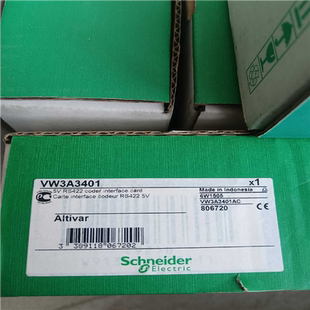 VW3A3401
x1
5V RS422 coder interface card
Carte interface codeur RS422 5V
Made in Indonesia
6W1505
VW3A3401AC
806720
CE
Altivar
3 389118 067202
Schneider
Electric